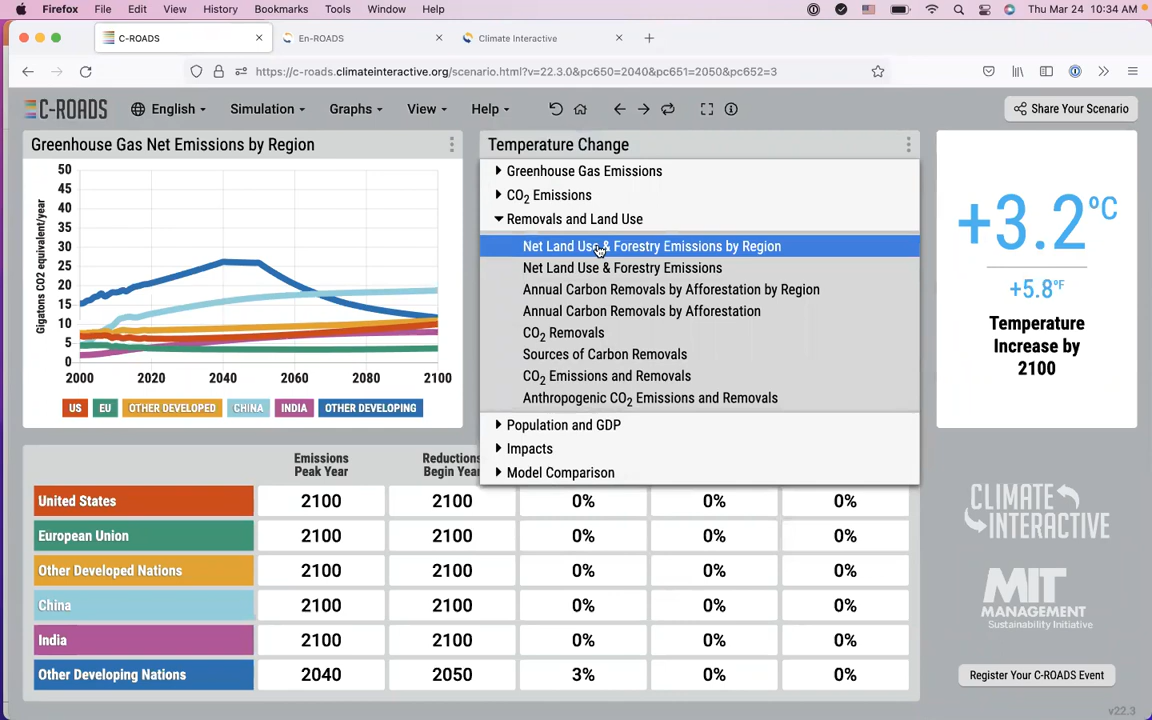 Firefox File Edit View History Bookmarks Tools Window Help Thu Mar 24 10:34 AM
C-ROADS En-ROADS Climate Interactive
https://c-roads.climateinteractive.org/scenario.html?v=22.3.0&pc650=2040&pc651=2050&pc652=3
C-ROADS English Simulation Graphs View Help Share Your Scenario
Greenhouse Gas Net Emissions by Region
Gigatons CO2 equivalent/year
50
45
40
35
30
25
20
15
10
5
0
2000 2020 2040 2060 2080 2100
US EU OTHER DEVELOPED CHINA INDIA OTHER DEVELOPING
Temperature Change
Greenhouse Gas Emissions
CO2 Emissions
Removals and Land Use
Net Land Use & Forestry Emissions by Region
Net Land Use & Forestry Emissions
Annual Carbon Removals by Afforestation by Region
Annual Carbon Removals by Afforestation
CO2 Removals
Sources of Carbon Removals
CO2 Emissions and Removals
Anthropogenic CO2 Emissions and Removals
Population and GDP
Impacts
Model Comparison
+3.2°C
+5.8°F
Temperature
Increase by
2100
Emissions Peak Year
Reductions Begin Year
United States 2100 2100 0% 0% 0%
European Union 2100 2100 0% 0% 0%
Other Developed Nations 2100 2100 0% 0% 0%
China 2100 2100 0% 0% 0%
India 2100 2100 0% 0% 0%
Other Developing Nations 2040 2050 3% 0% 0%
CLIMATE
INTERACTIVE
MIT
MANAGEMENT
Sustainability Initiative
Register Your C-ROADS Event
v22.3